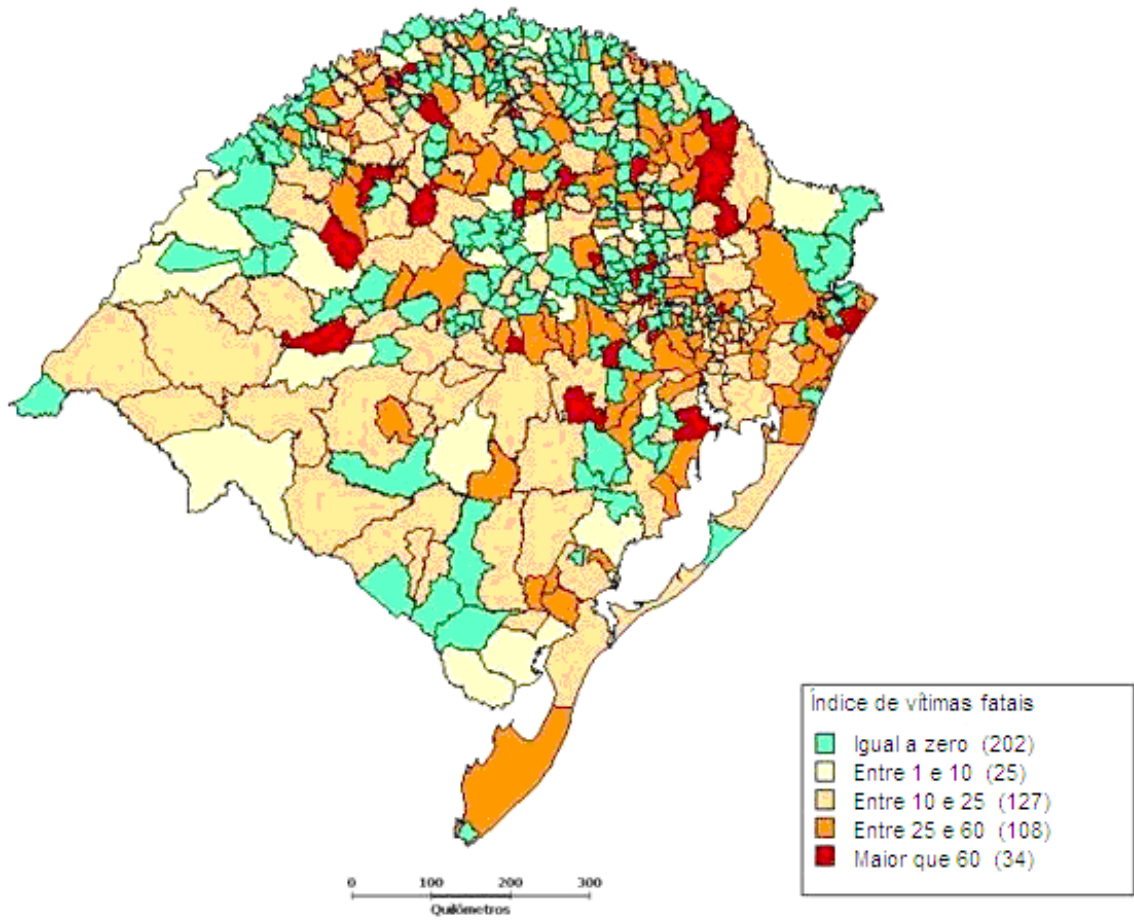 Índice de vítimas fatais
Igual a zero (202)
Entre 1 e 10 (25)
Entre 10 e 25 (127)
Entre 25 e 60 (108)
Maior que 60 (34)
0 100 200 300
Quilômetros